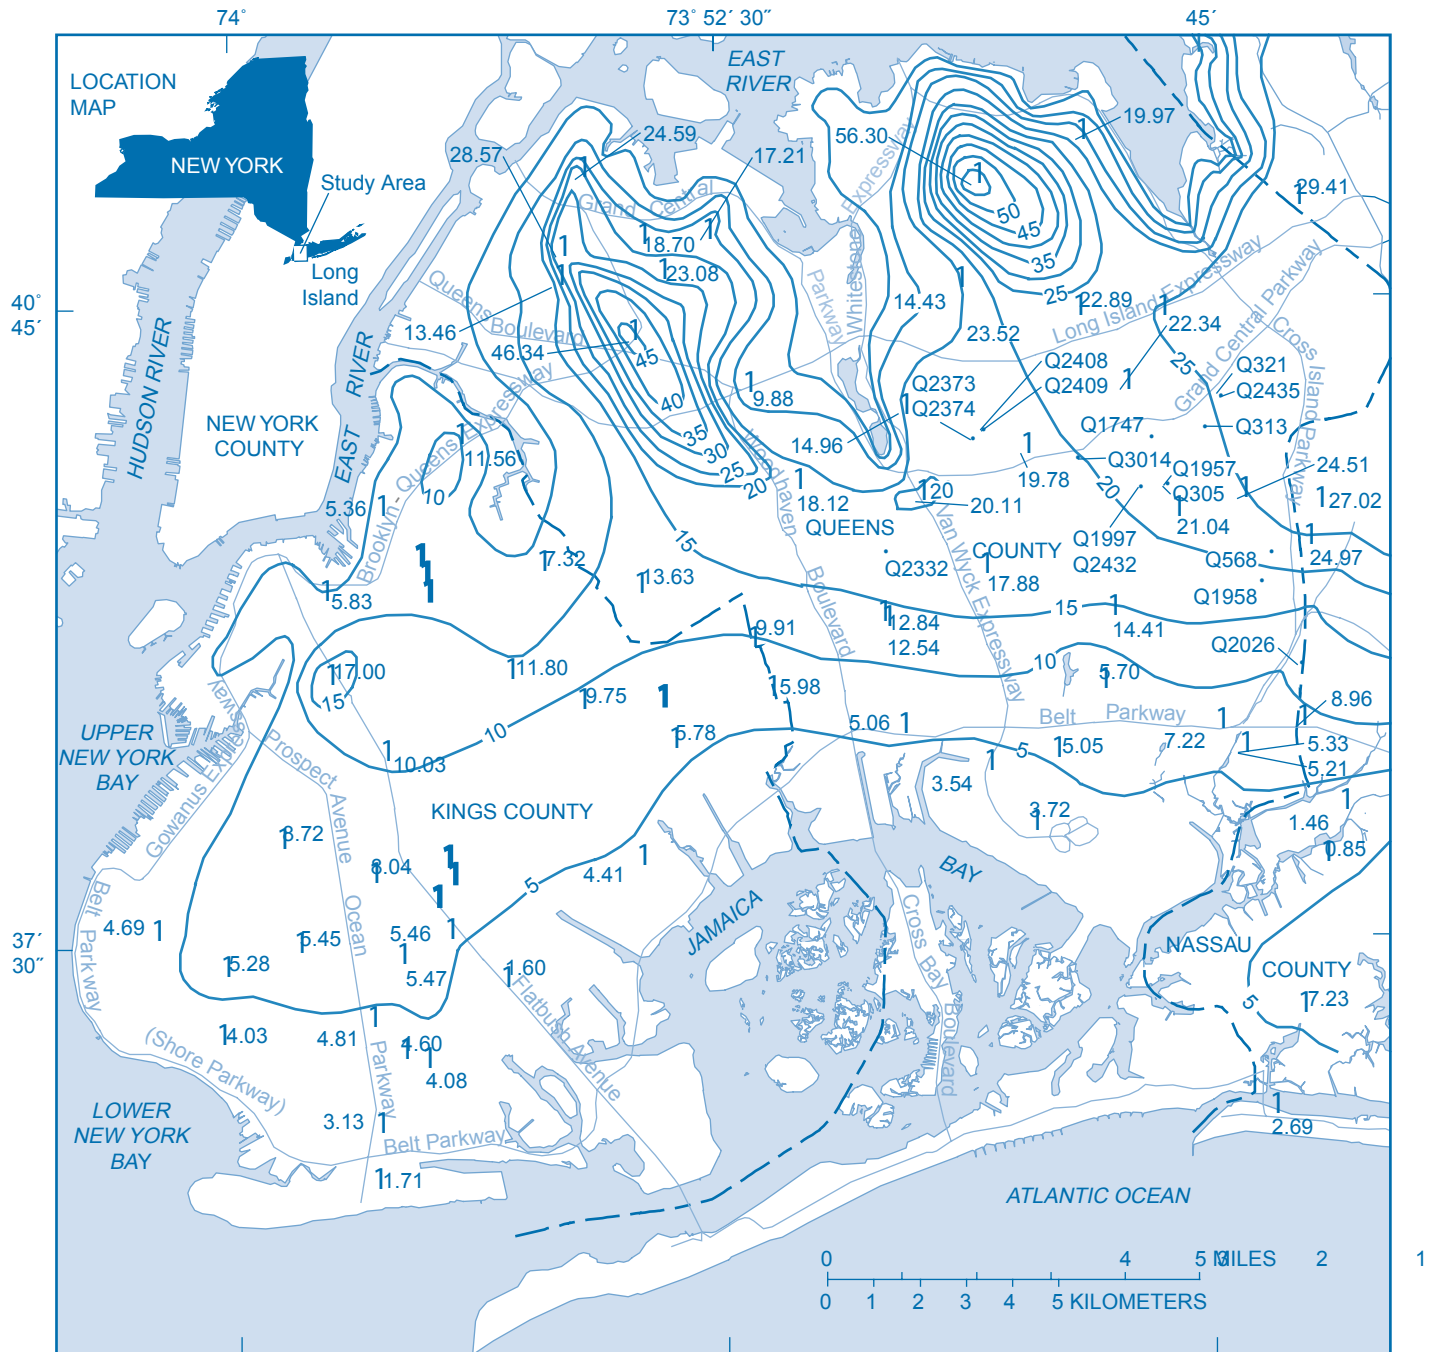 74°
73° 52´ 30˝
45´
LOCATION
MAP
EAST
RIVER
NEW YORK
Study Area
Long
Island
28.57
24.59
17.21
56.30
19.97
29.41
Grand Central
Parkway
Whitestone Expressway
18.70
23.08
50
45
35
25
22.89
40°
45´
HUDSON RIVER
13.46
46.34
Queens Boulevard
45
40
35
30
25
20
14.43
23.52
Long Island Expressway
22.34
Grand Central Parkway
Cross Island Parkway
25
NEW YORK
COUNTY
EAST RIVER
Brooklyn - Queens Expressway
11.56
10
9.88
14.96
Q2373
Q2374
Q2408
Q2409
Q321
Q2435
Q1747
Q313
Q3014
Q1957
Q305
24.51
27.02
5.36
Woodhaven Boulevard
18.12
QUEENS
COUNTY
20
20.11
19.78
20
21.04
Q1997
Q2432
Q568
24.97
Q1958
7.32
15
13.63
Q2332
17.88
Van Wyck Expressway
5.83
12.84
12.54
15
14.41
Q2026
9.91
10
17.00
15
11.80
9.75
5.98
5.70
8.96
UPPER
NEW YORK
BAY
Gowanus Expressway
Prospect Avenue
10.03
10
5.78
5.06
Belt Parkway
5
5.05
7.22
5.33
5.21
3.54
KINGS COUNTY
3.72
1.46
0.85
8.72
8.04
5
4.41
BAY
JAMAICA
Belt Parkway
4.69
Ocean Parkway
5.45
5.46
37´
30˝
5.28
5.47
1.60
Cross Bay Boulevard
NASSAU
COUNTY
5
7.23
(Shore Parkway)
4.03
4.81
4.60
4.08
Flatbush Avenue
LOWER
NEW YORK
BAY
3.13
Belt Parkway
2.69
1.71
ATLANTIC OCEAN
0
4
5 MILES
2
1
0 1 2 3 4 5 KILOMETERS